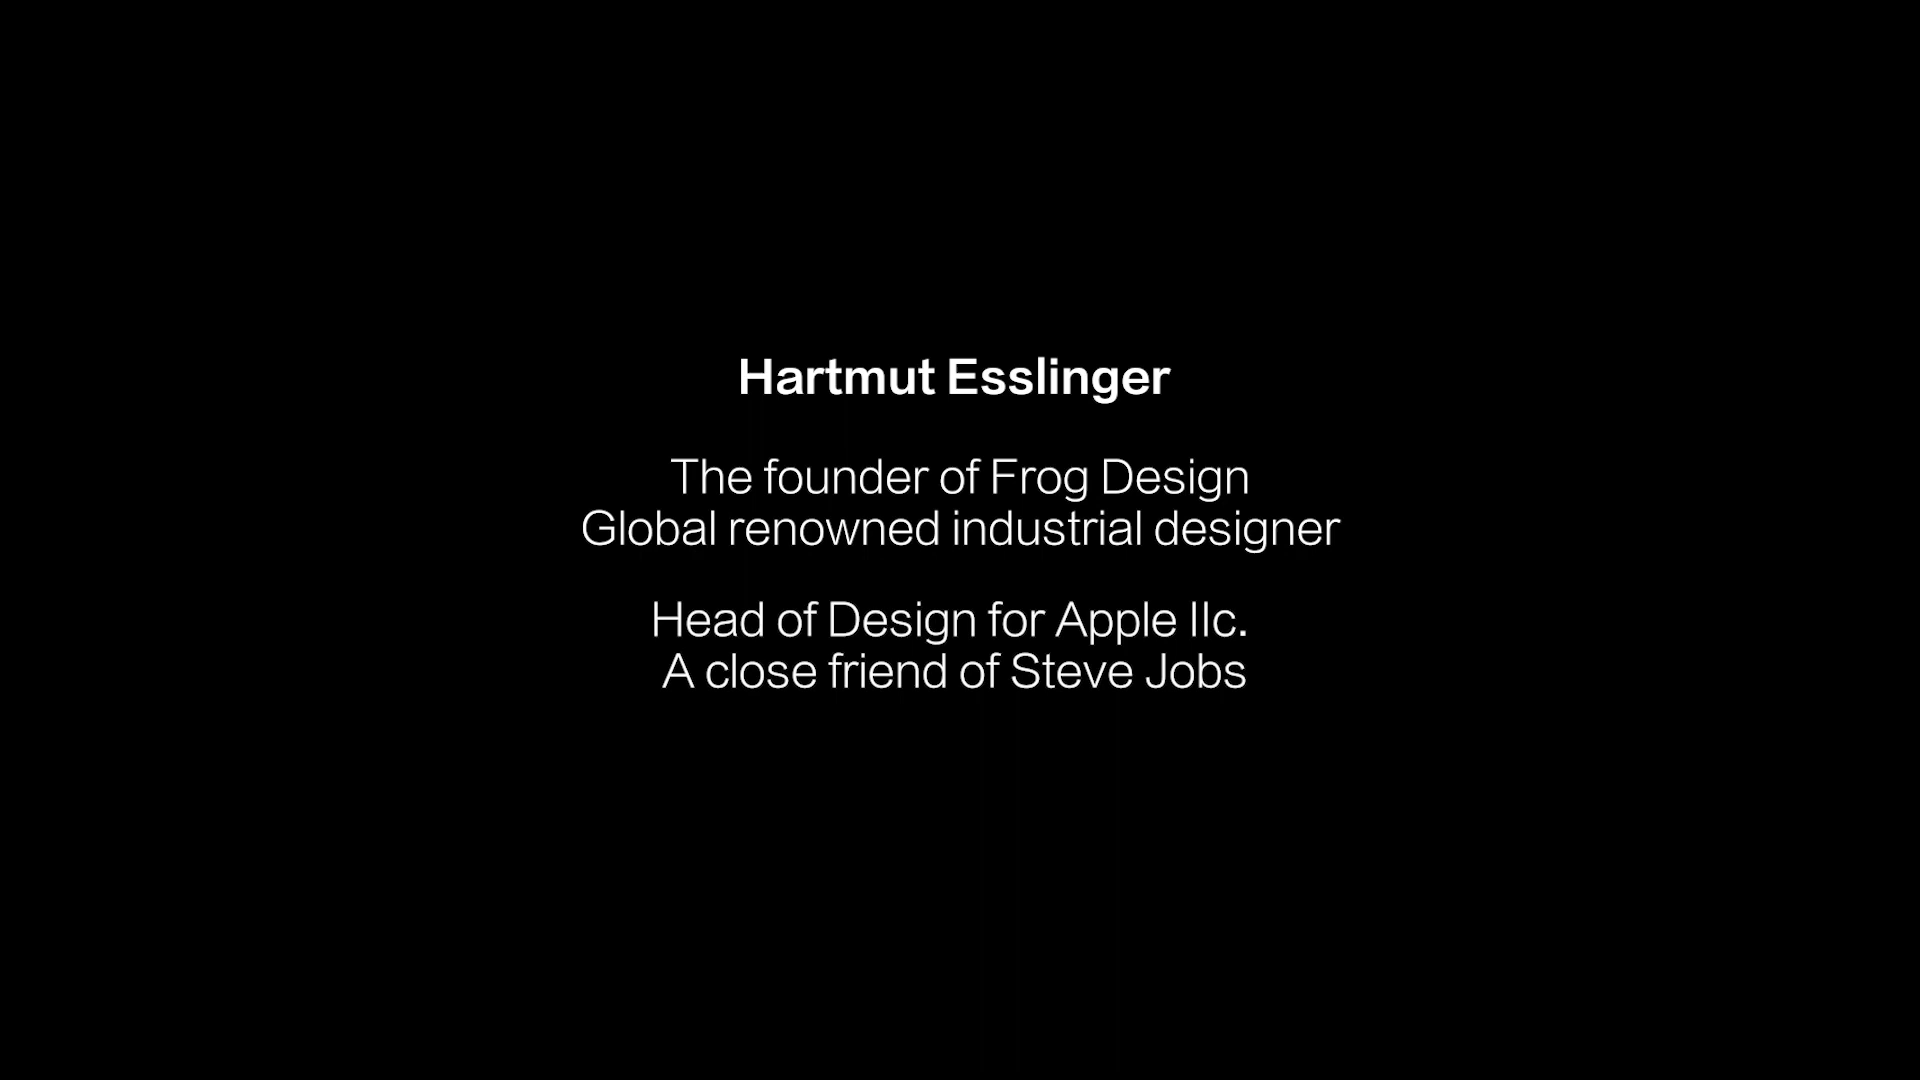 Hartmut Esslinger
The founder of Frog Design
Global renowned industrial designer
Head of Design for Apple IIc.
A close friend of Steve Jobs